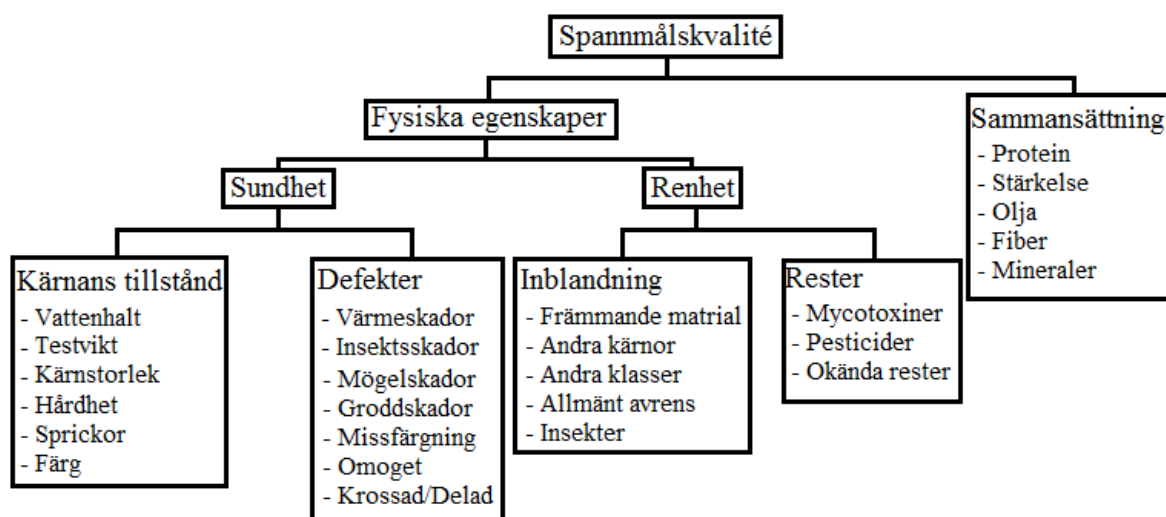 Spannmålskvalité
Fysiska egenskaper
Sammansättning
- Protein
- Stärkelse
- Olja
- Fiber
- Mineraler
Sundhet
Renhet
Kärnans tillstånd
- Vattenhalt
- Testvikt
- Kärnstorlek
- Hårdhet
- Sprickor
- Färg
Defekter
- Värmeskador
- Insektsskador
- Mögelskador
- Groddskador
- Missfärgning
- Omoget
- Krossad/Delad
Inblandning
- Främmande matrial
- Andra kärnor
- Andra klasser
- Allmänt avrens
- Insekter
Rester
- Mycotoxiner
- Pesticider
- Okända rester